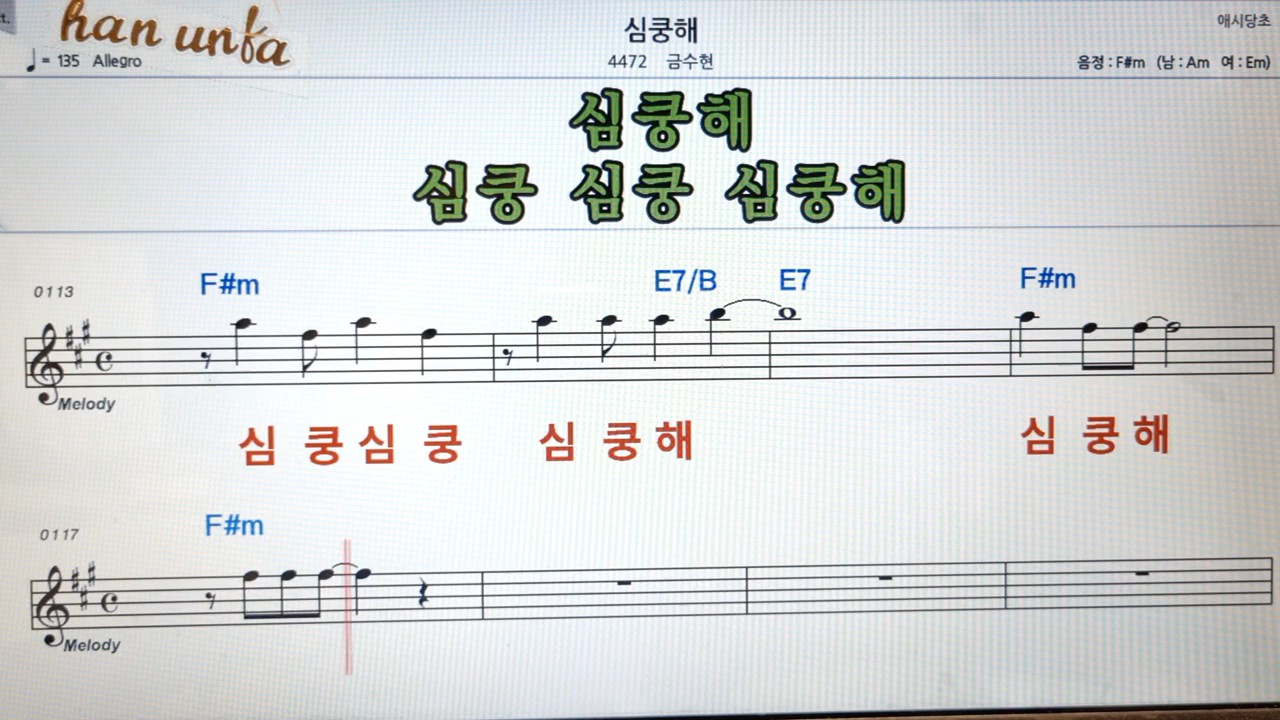 han unfa
심쿵해
애시당초
♩= 135 Allegro
4472 금수현
음정 : F#m (남 : Am 여 : Em)
심쿵해
심쿵 심쿵 심쿵해
0113
F#m E7/B E7 F#m
Melody
심 쿵 심 쿵 심 쿵 해 심 쿵 해
0117
F#m
Melody